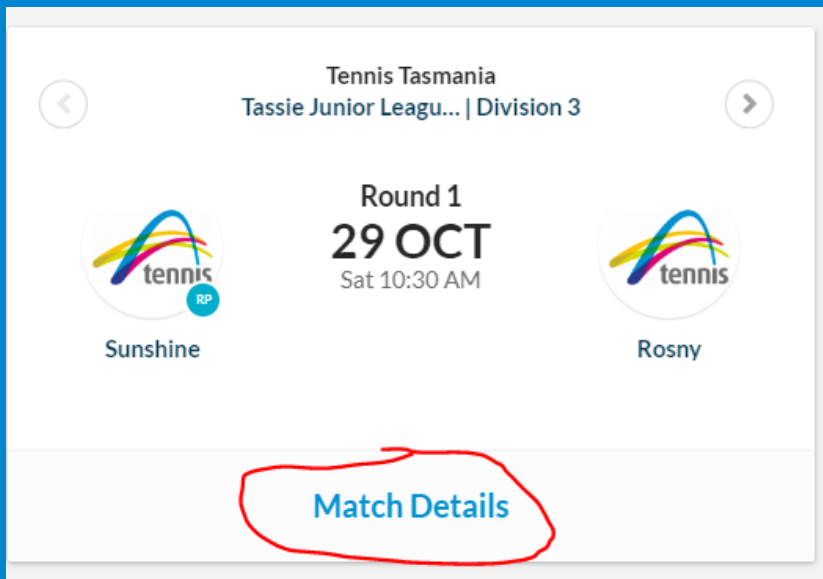 Tennis Tasmania
Tassie Junior Leagu... | Division 3
Round 1
29 OCT
Sat 10:30 AM
tennis
RP
Sunshine
tennis
Rosny
Match Details